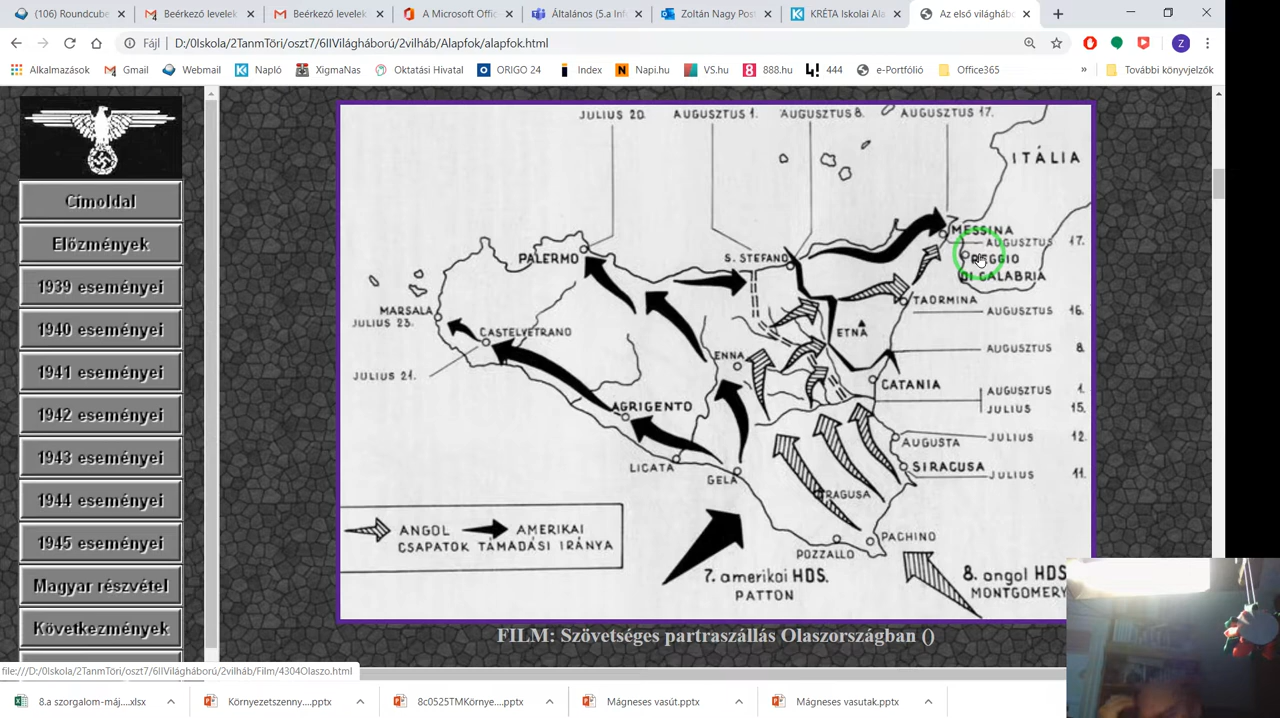 (106) Roundcube
Beérkező levelek
Beérkező levelek
A Microsoft Offic
Általános (5.a Inf
Zoltán Nagy Post
KRÉTA Iskolai Al
Az első világhábo
Fájl
D:/0Iskola/2TanmTöri/oszt7/6IIVilágháború/2vilháb/Alapfok/alapfok.html
Z
Alkalmazások
Gmail
Webmail
Napló
XigmaNas
Oktatási Hivatal
ORIGO 24
Index
Napi.hu
VS.hu
888.hu
444
e-Portfólió
Office365
»
További könyvjelzők
Címoldal
Előzmények
1939 eseményei
1940 eseményei
1941 eseményei
1942 eseményei
1943 eseményei
1944 eseményei
1945 eseményei
Magyar részvétel
Következmények
JULIUS 20.
AUGUSZTUS 1.
AUGUSZTUS 8.
AUGUSZTUS 17.
ITÁLIA
MESSINA
AUGUSZTUS 17.
REGGIO
DI CALABRIA
PALERMO
S. STEFANO
TAORMINA
AUGUSZTUS 16.
MARSALA
JULIUS 23.
CASTELVETRANO
ETNA
AUGUSZTUS 8.
ENNA
JULIUS 21.
CATANIA
AUGUSZTUS 1.
JULIUS 15.
AGRIGENTO
AUGUSTA
JULIUS 12.
LICATA
GELA
SIRACUSA
JULIUS 11.
RAGUSA
ANGOL
AMERIKAI
CSAPATOK TÁMADÁSI IRÁNYA
PACHINO
POZZALLO
7. amerikai HDS.
PATTON
8. angol HDS
MONTGOMERY
FILM: Szövetséges partraszállás Olaszországban ()
file:///D:/0Iskola/2TanmTöri/oszt7/6IIVilágháború/2vilháb/Film/4304Olaszo.html
8.a szorgalom-máj....xlsx
Környezetszenny....pptx
8c0525TMKörnye....pptx
Mágneses vasút.pptx
Mágneses vasutak.pptx